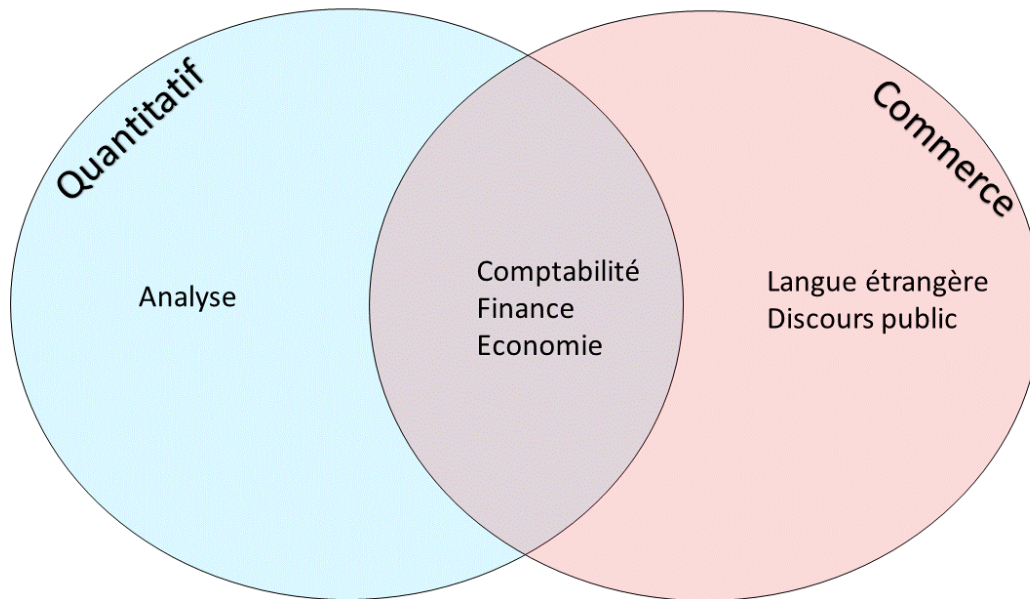 Quantitatif
Commerce
Analyse
Comptabilité
Finance
Economie
Langue étrangère
Discours public